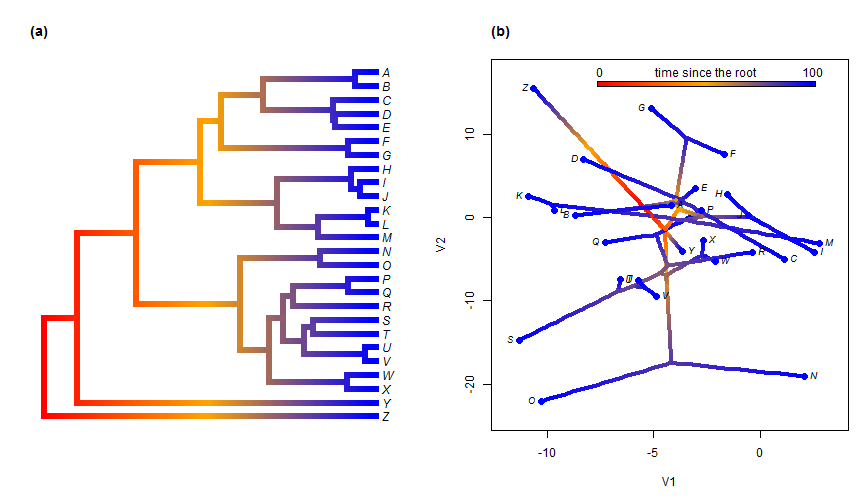 (a)
A
B
C
D
E
F
G
H
I
J
K
L
M
N
O
P
Q
R
S
T
U
V
W
X
Y
Z
(b)
0 time since the root 100
Z
G
F
D
E
K
H
B
P
Q
X
Y
W
R
C
I
M
V
S
O
N
10
0
-10
-20
V2
-10 -5 0
V1